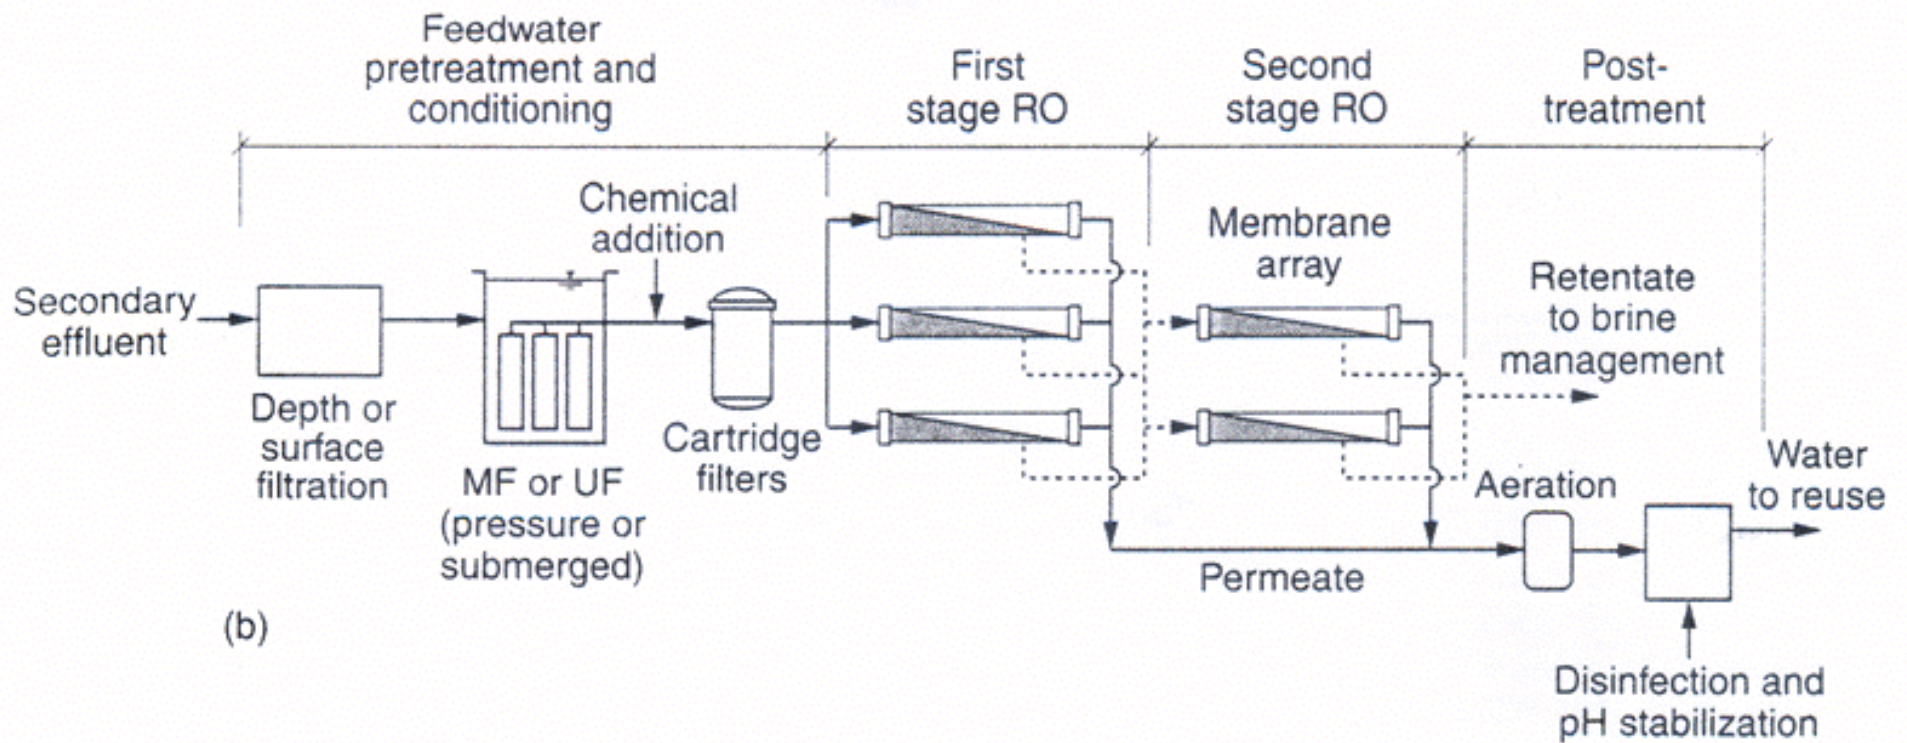 Feedwater
pretreatment and
conditioning
First
stage RO
Second
stage RO
Post-
treatment
Chemical
addition
Membrane
array
Secondary
effluent
Retentate
to brine
management
Depth or
surface
filtration
MF or UF
(pressure or
submerged)
Cartridge
filters
Aeration
Water
to reuse
Permeate
(b)
Disinfection and
pH stabilization